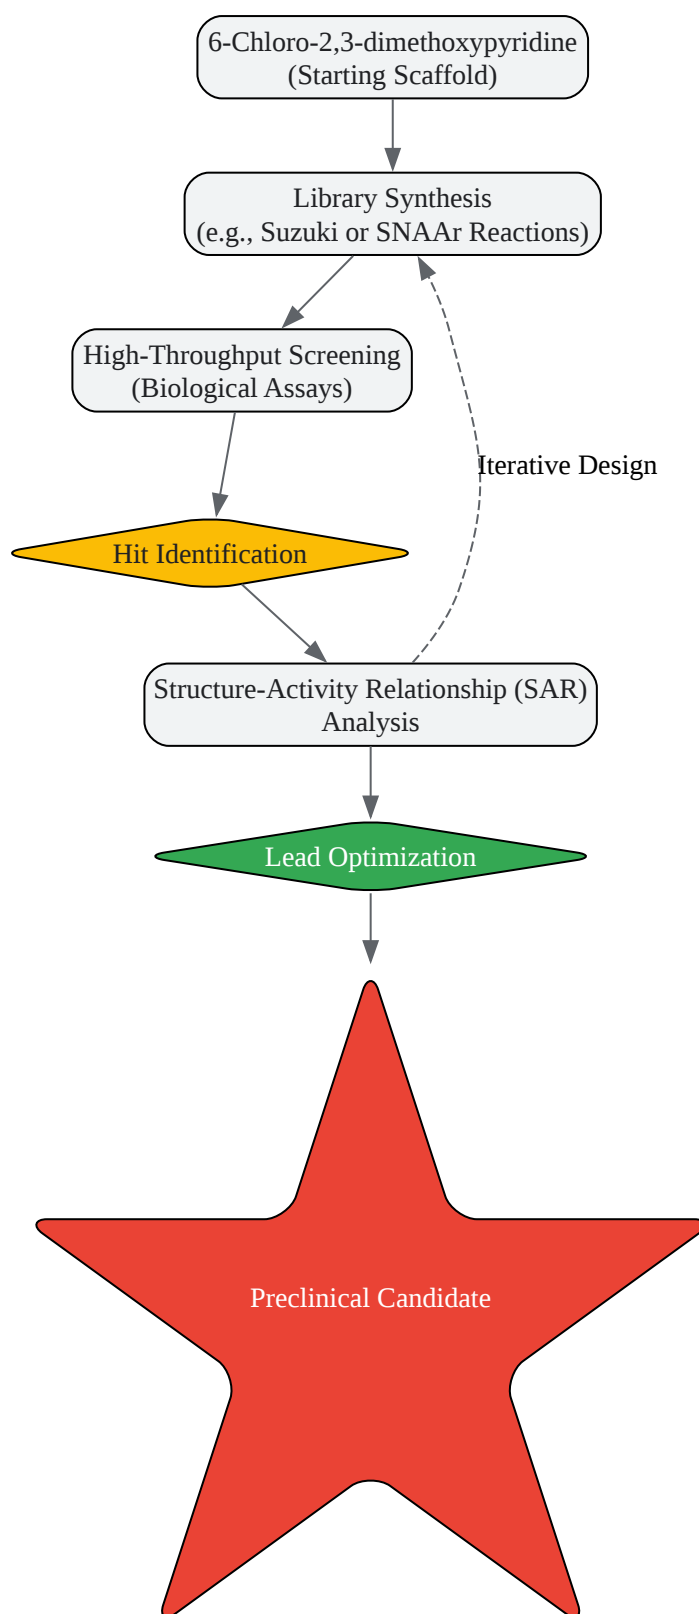 6-Chloro-2,3-dimethoxypyridine
(Starting Scaffold)
Library Synthesis
(e.g., Suzuki or SNAAr Reactions)
High-Throughput Screening
(Biological Assays)
Iterative Design
Hit Identification
Structure-Activity Relationship (SAR)
Analysis
Lead Optimization
Preclinical Candidate